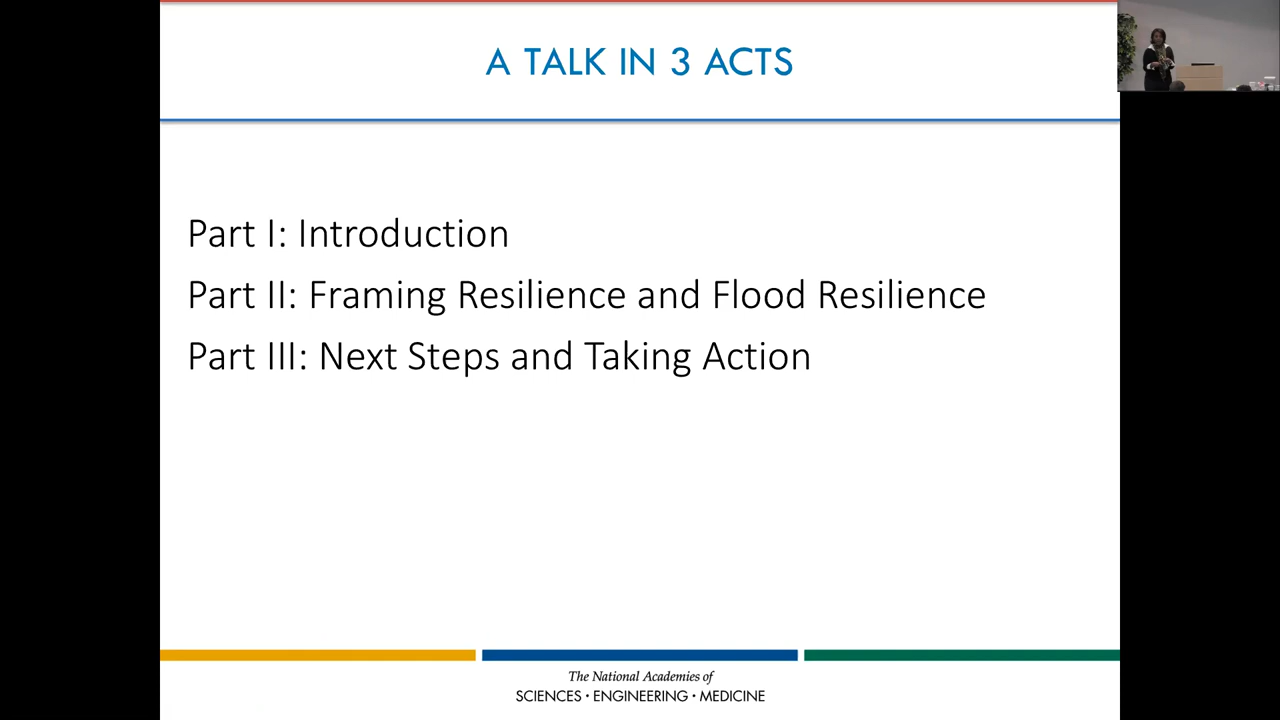 A TALK IN 3 ACTS
Part I: Introduction
Part II: Framing Resilience and Flood Resilience
Part III: Next Steps and Taking Action
The National Academies of
SCIENCES · ENGINEERING · MEDICINE